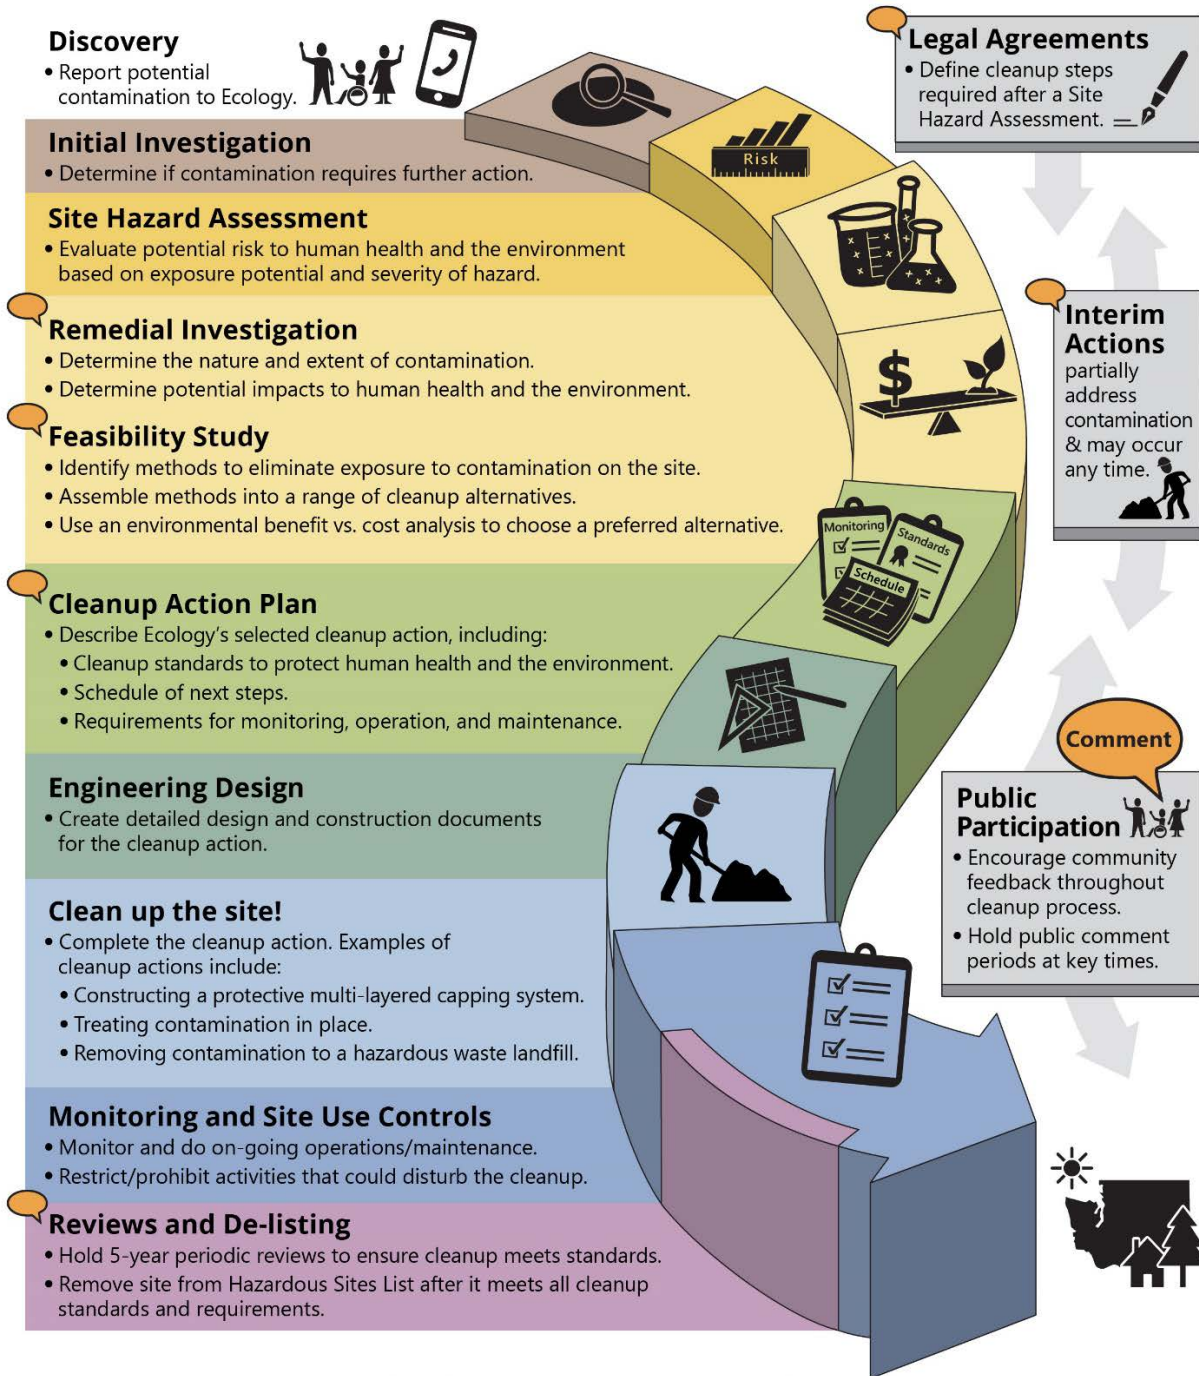 Discovery
• Report potential
contamination to Ecology.
Initial Investigation
• Determine if contamination requires further action.
Site Hazard Assessment
• Evaluate potential risk to human health and the environment
based on exposure potential and severity of hazard.
Remedial Investigation
• Determine the nature and extent of contamination.
• Determine potential impacts to human health and the environment.
Feasibility Study
• Identify methods to eliminate exposure to contamination on the site.
• Assemble methods into a range of cleanup alternatives.
• Use an environmental benefit vs. cost analysis to choose a preferred alternative.
Cleanup Action Plan
• Describe Ecology's selected cleanup action, including:
• Cleanup standards to protect human health and the environment.
• Schedule of next steps.
• Requirements for monitoring, operation, and maintenance.
Engineering Design
• Create detailed design and construction documents
for the cleanup action.
Clean up the site!
• Complete the cleanup action. Examples of
cleanup actions include:
• Constructing a protective multi-layered capping system.
• Treating contamination in place.
• Removing contamination to a hazardous waste landfill.
Monitoring and Site Use Controls
• Monitor and do on-going operations/maintenance.
• Restrict/prohibit activities that could disturb the cleanup.
Reviews and De-listing
• Hold 5-year periodic reviews to ensure cleanup meets standards.
• Remove site from Hazardous Sites List after it meets all cleanup
standards and requirements.
Risk
$
Monitoring
Standards
Schedule
Legal Agreements
• Define cleanup steps
required after a Site
Hazard Assessment.
Interim
Actions
partially
address
contamination
& may occur
any time.
Comment
Public
Participation
• Encourage community
feedback throughout
cleanup process.
• Hold public comment
periods at key times.